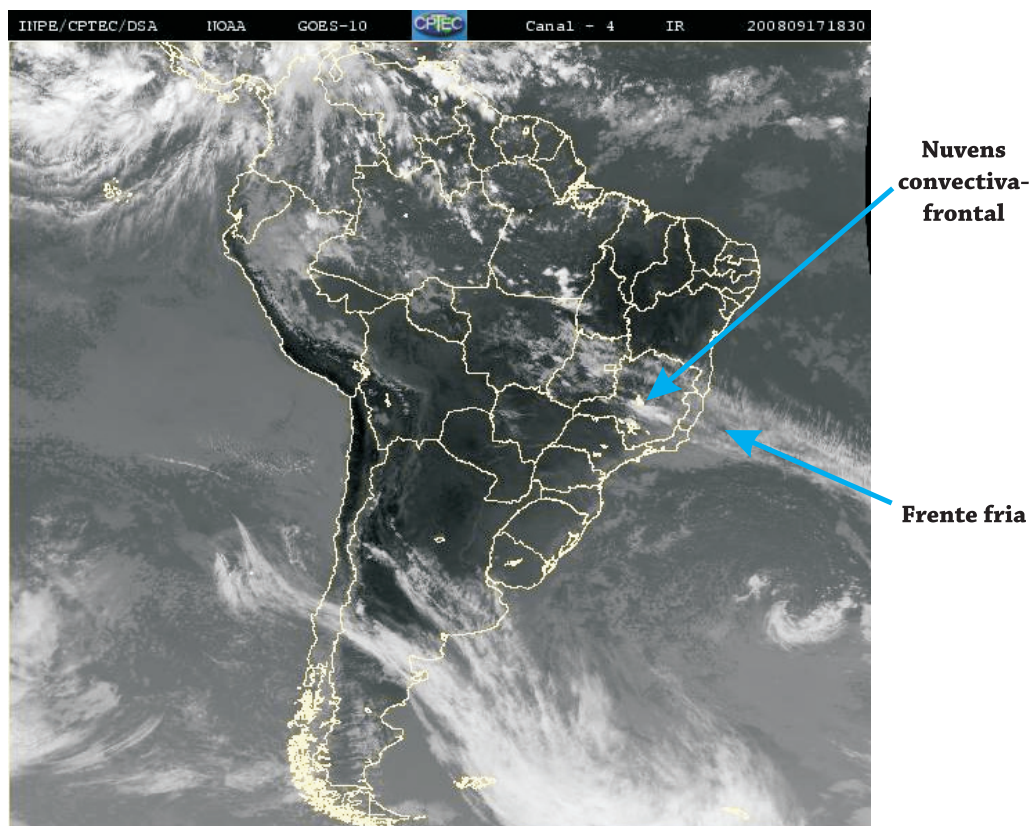 INPE/CPTEC/DSA NOAA GOES-10 CPTEC Canal - 4 IR 200809171830
Nuvens
convectiva-
frontal
Frente fria